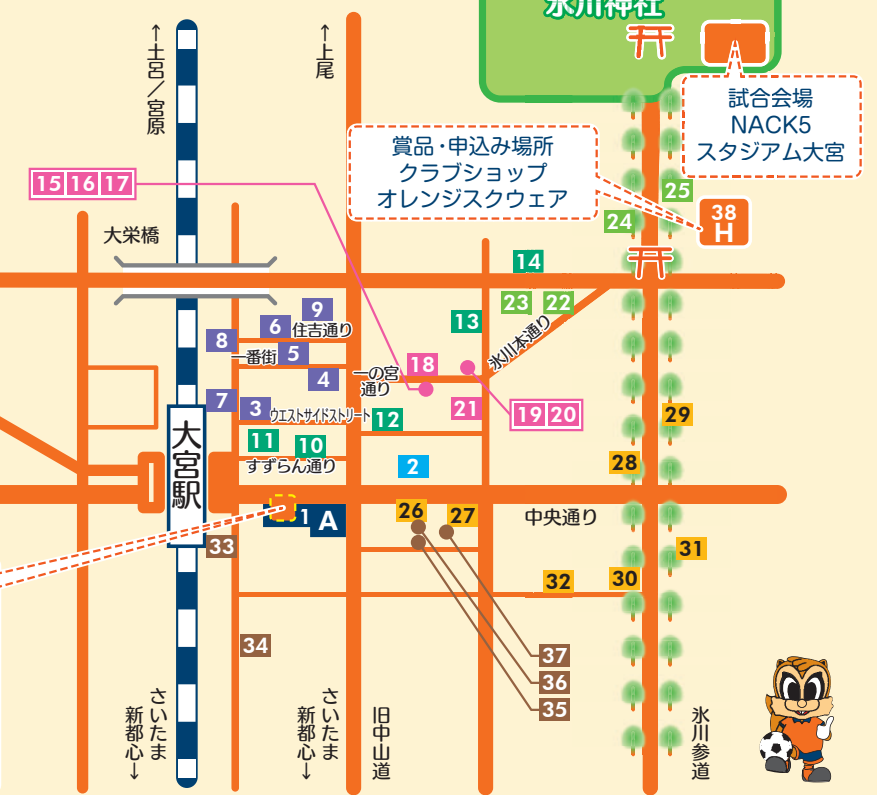 氷川神社
←土呂／宮原
←上尾
試合会場
NACK5
スタジアム大宮
賞品・申込み場所
クラブショップ
オレンジスクウェア
15 16 17
25
24
38
H
大栄橋
14
23 22
9
6 住吉通り
13
氷川本通り
8
一番街 5
4
一の宮
通り
18
7
3 ウエストサイドストリート
12
21
19 20
29
11 10
すずらん通り
大宮駅
2
28
1 A
26 27
中央通り
33
31
32
30
34
37
36
35
さいたま
新都心→
さいたま
新都心→
旧中山道
氷川参道